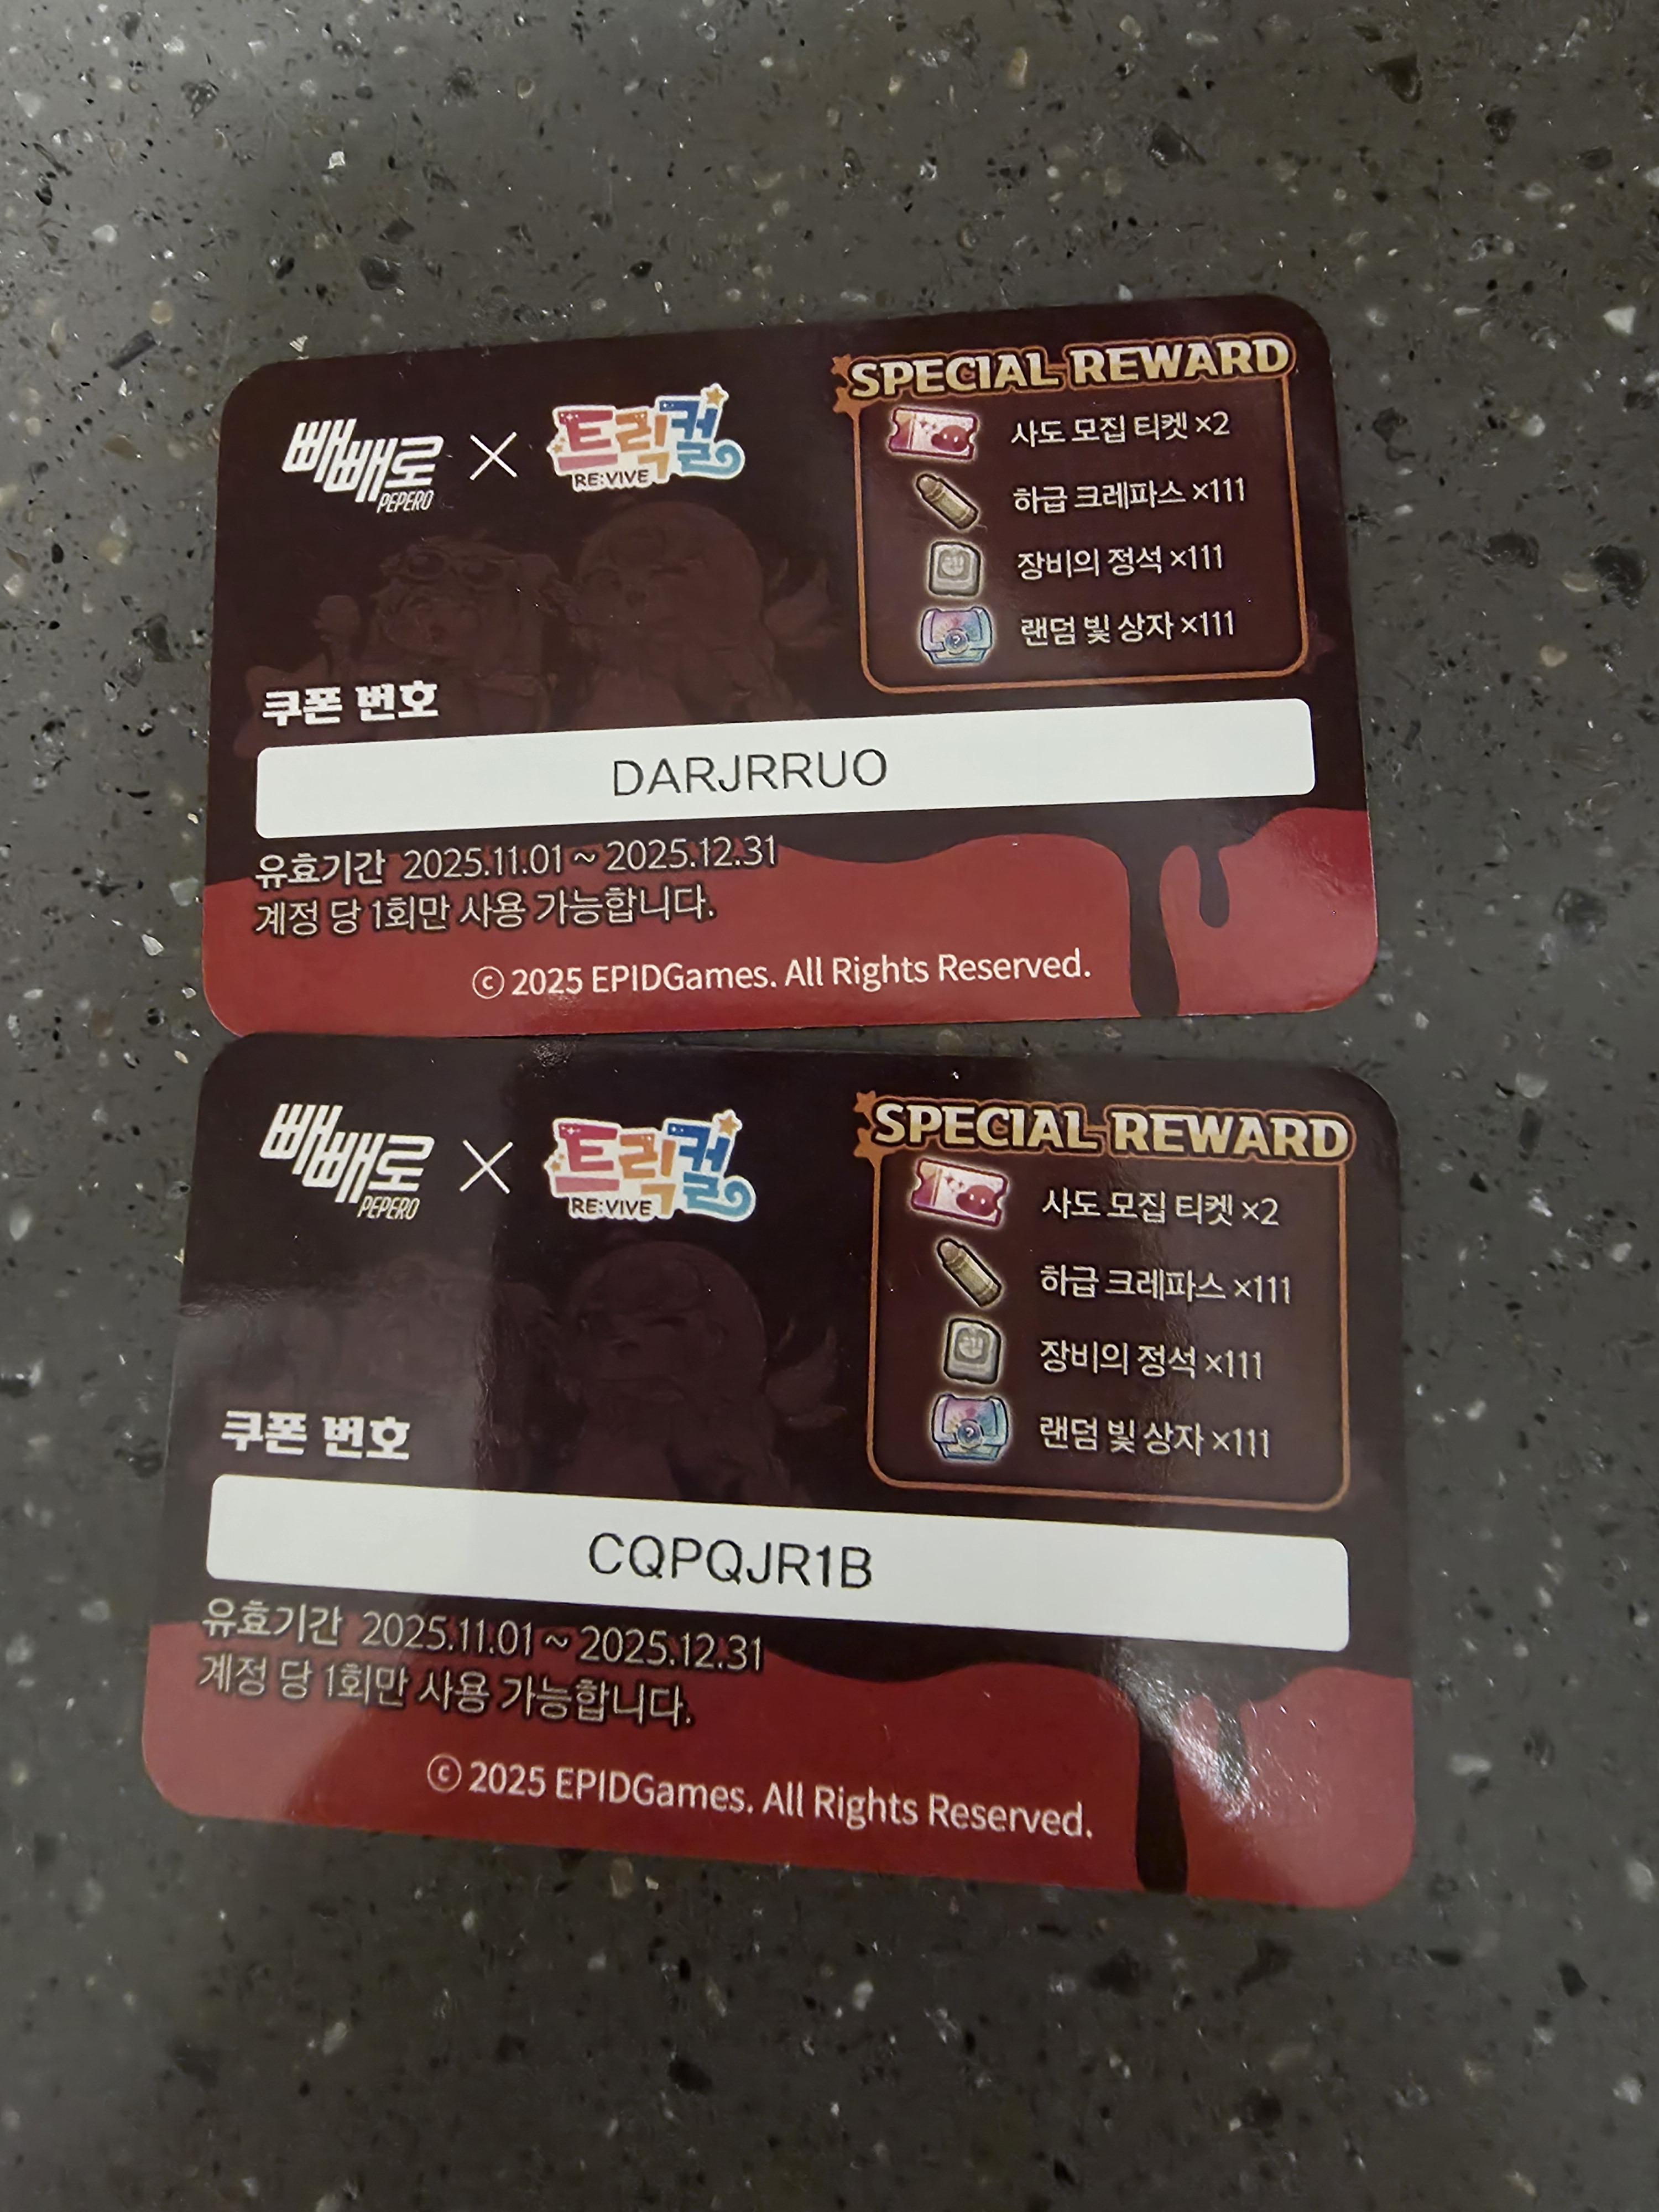 빼빼로 PEPERO × 트릭컬 RE:VIVE
SPECIAL REWARD
사도 모집 티켓 ×2
하급 크레파스 ×111
장비의 정석 ×111
랜덤 빛 상자 ×111
쿠폰 번호
DARJRRUO
유효기간 2025.11.01 ~ 2025.12.31
계정 당 1회만 사용 가능합니다.
ⓒ 2025 EPIDGames. All Rights Reserved.
빼빼로 PEPERO × 트릭컬 RE:VIVE
SPECIAL REWARD
사도 모집 티켓 ×2
하급 크레파스 ×111
장비의 정석 ×111
랜덤 빛 상자 ×111
쿠폰 번호
CQPQJR1B
유효기간 2025.11.01 ~ 2025.12.31
계정 당 1회만 사용 가능합니다.
ⓒ 2025 EPIDGames. All Rights Reserved.